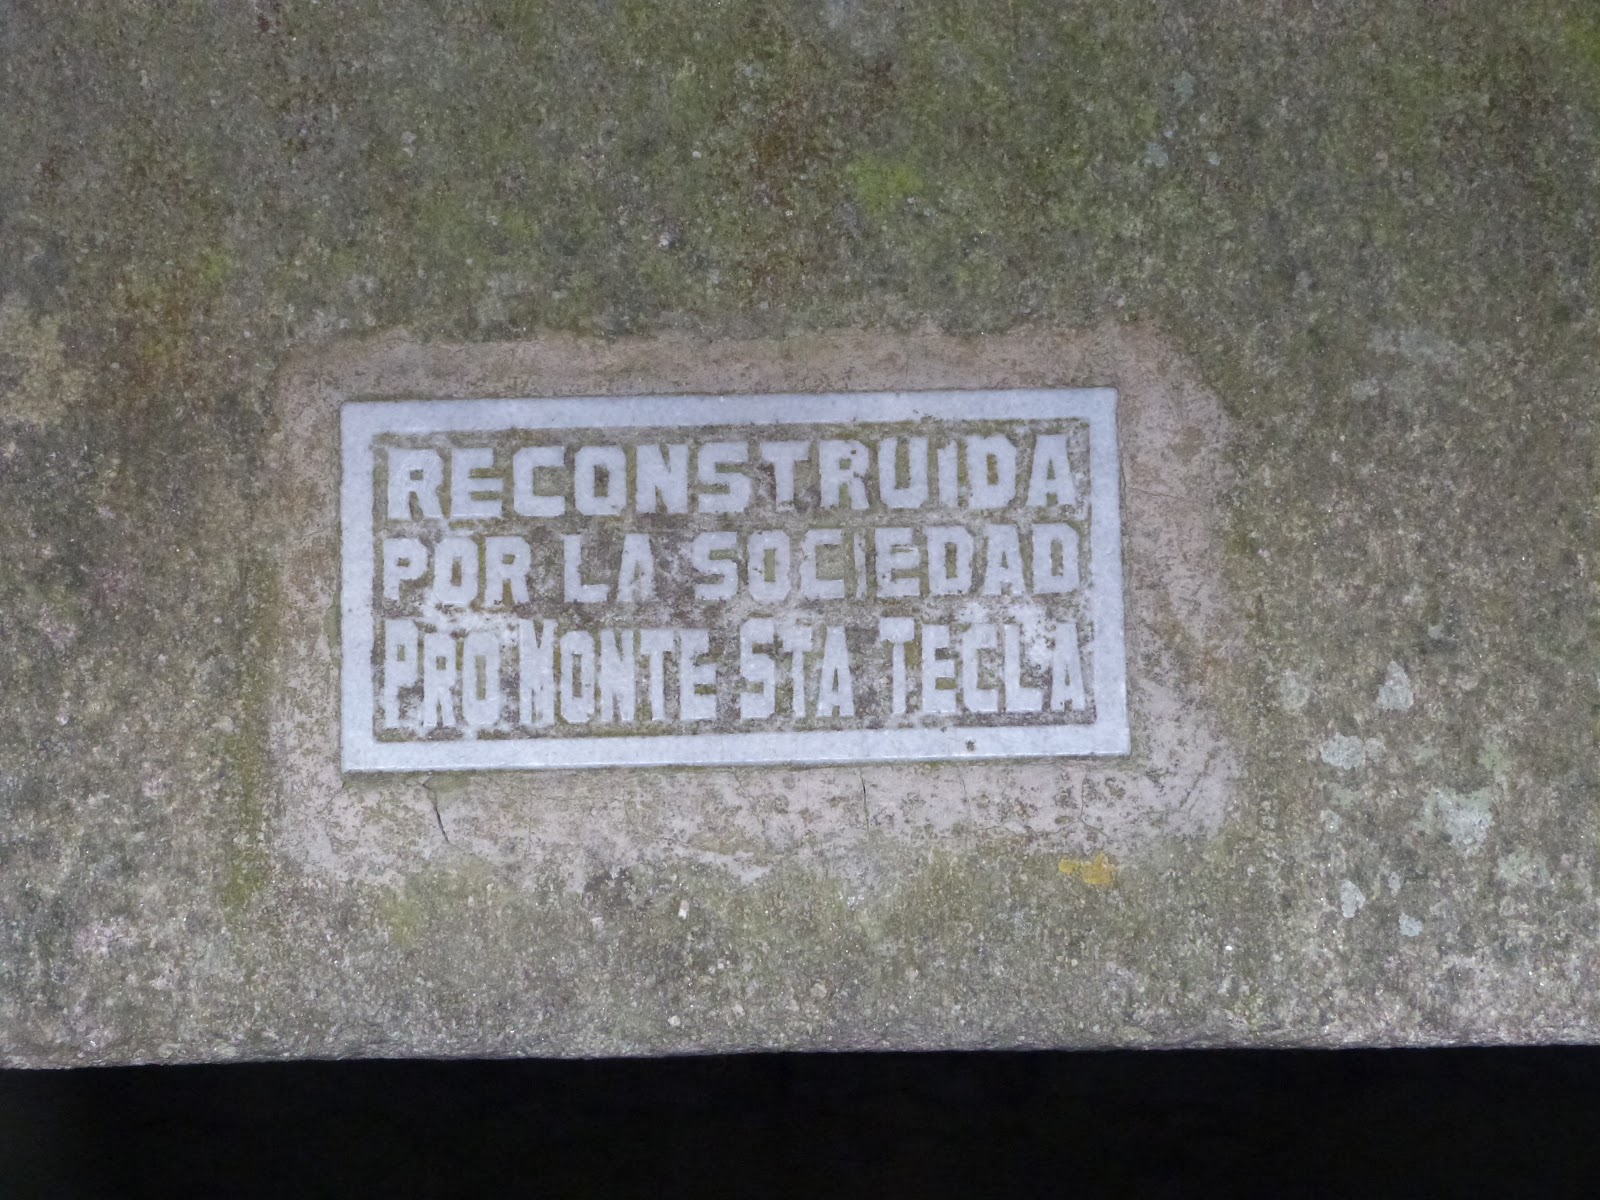 RECONSTRUIDA
POR LA SOCIEDAD
PRO MONTE STA TECLA